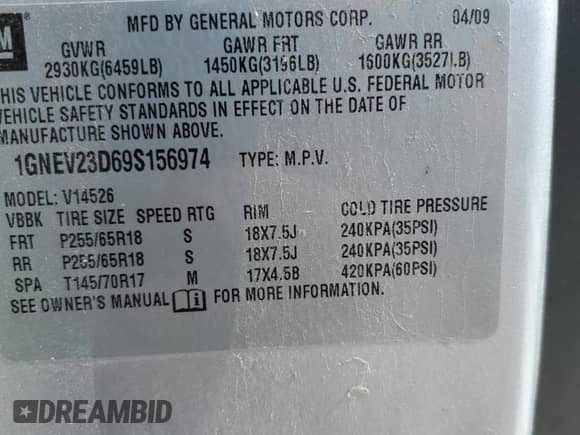 GM
MFD BY GENERAL MOTORS CORP. 04/09
GVWR GAWR FRT GAWR RR
2930KG(6459LB) 1450KG(3196LB) 1600KG(3527LB)
THIS VEHICLE CONFORMS TO ALL APPLICABLE U.S. FEDERAL MOTOR
VEHICLE SAFETY STANDARDS IN EFFECT ON THE DATE OF
MANUFACTURE SHOWN ABOVE.
1GNEV23D69S156974 TYPE: M.P.V.
MODEL: V14526
VBBK TIRE SIZE SPEED RTG RIM COLD TIRE PRESSURE
FRT P255/65R18 S 18X7.5J 240KPA(35PSI)
RR P255/65R18 S 18X7.5J 240KPA(35PSI)
SPA T145/70R17 M 17X4.5B 420KPA(60PSI)
SEE OWNER'S MANUAL FOR MORE INFORMATION.
DREAMBID